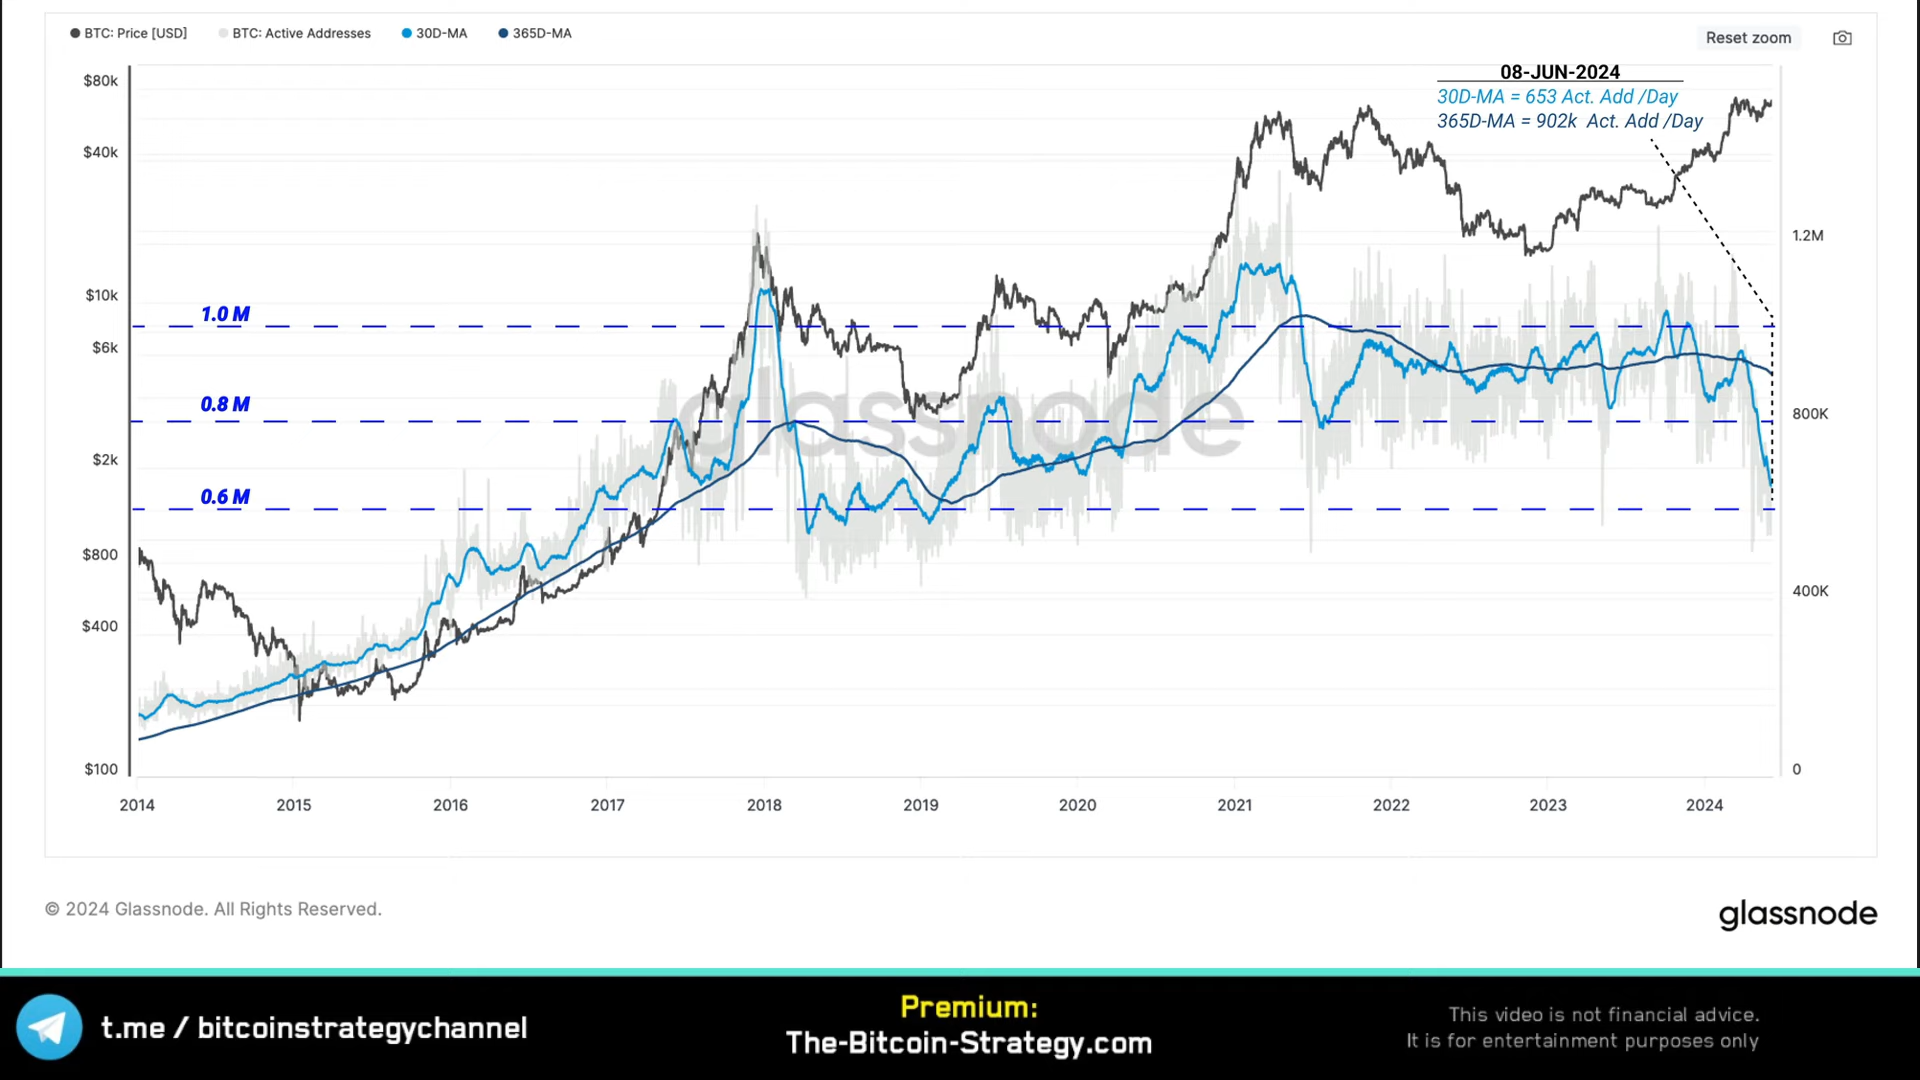 BTC: Price [USD]
BTC: Active Addresses
30D-MA
365D-MA
Reset zoom
08-JUN-2024
30D-MA = 653 Act. Add /Day
365D-MA = 902k Act. Add /Day
$80k
$40k
$10k
$6k
$2k
$800
$400
$100
1.0 M
0.8 M
0.6 M
1.2M
800K
400K
0
glassnode
2014
2015
2016
2017
2018
2019
2020
2021
2022
2023
2024
© 2024 Glassnode. All Rights Reserved.
glassnode
t.me / bitcoinstrategychannel
Premium:
The-Bitcoin-Strategy.com
This video is not financial advice.
It is for entertainment purposes only